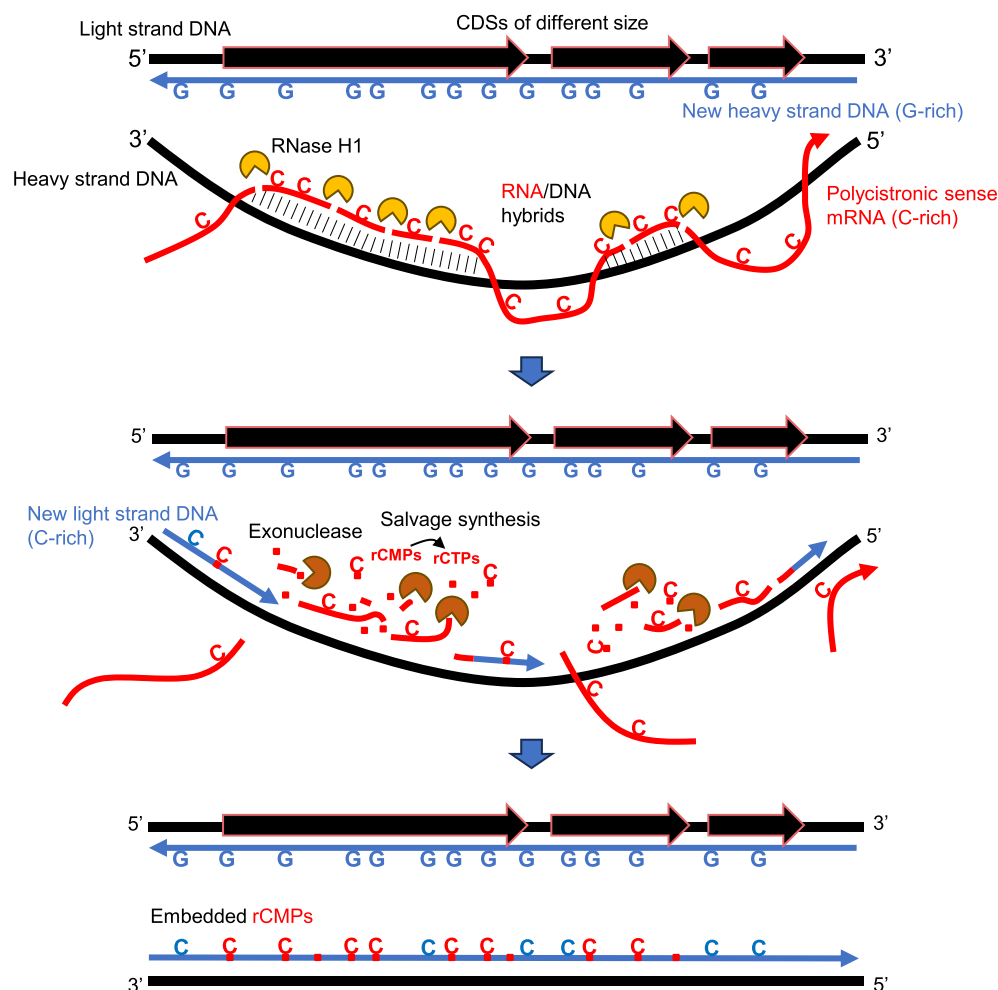 Light strand DNA
CDSs of different size
5’ 3’
G G G G G G G G G G G G G G
New heavy strand DNA (G-rich)
3’ 5’
RNase H1
Heavy strand DNA
C C C C C C C
RNA/DNA
hybrids
C C C
Polycistronic sense
mRNA (C-rich)
C C
C C
5’ 3’
G G G G G G G G G G G G G G
New light strand DNA
(C-rich)
3’ 5’
Exonuclease
Salvage synthesis
rCMPs rCTPs
C C C C C C
C C C C
C C C C
5’ 3’
G G G G G G G G G G G G G G
Embedded rCMPs
C C C C C C C C C C C C C C
3’ 5’